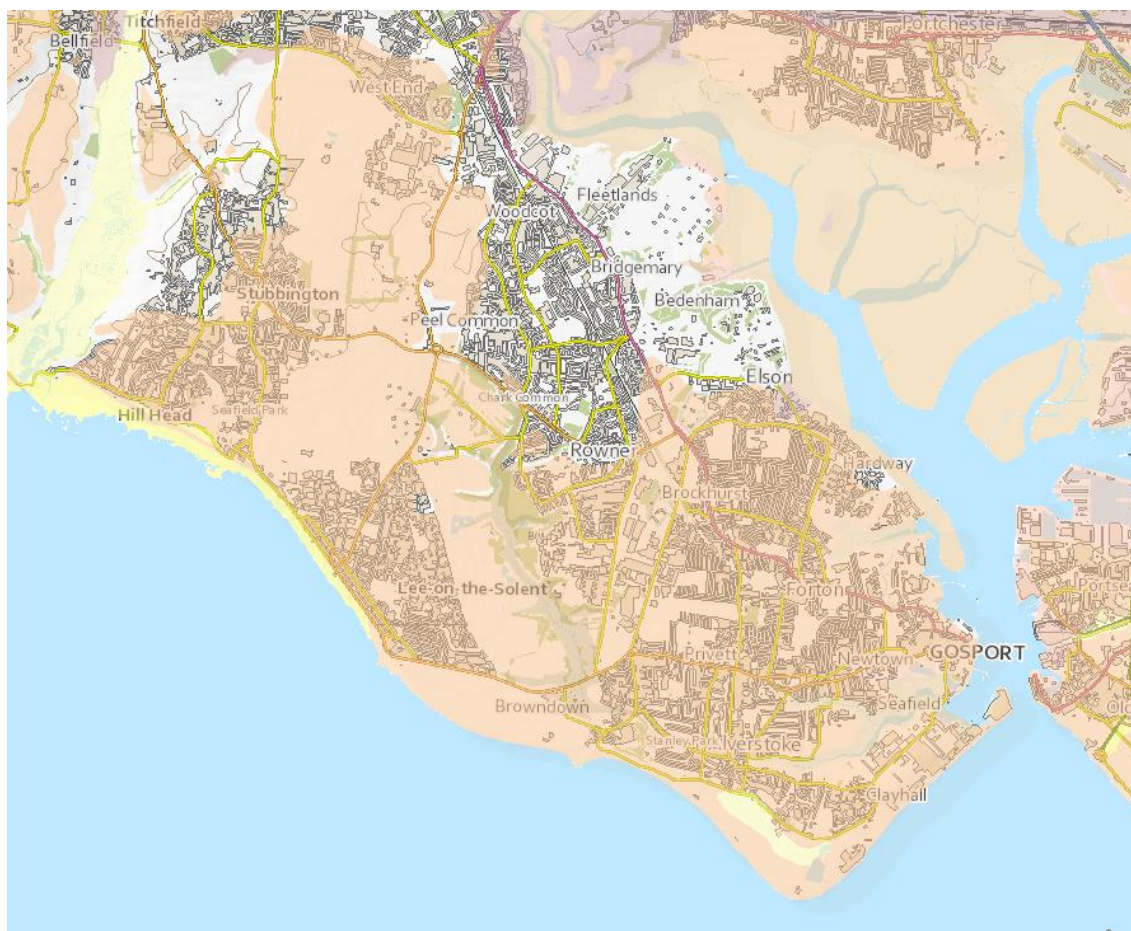 Titchfield
Portchester
Bellfield
West End
Fleetlands
Woodcot
Bridgemary
Stubbington
Bedenham
Peel Common
Elson
Chark Common
Hill Head
Seafield Park
Rowner
Hardway
Brockhurst
Lee-on-the-Solent
Forton
Privett
Newtown
GOSPORT
Browndown
Seafield
Stanley Park
Alverstoke
Clayhall